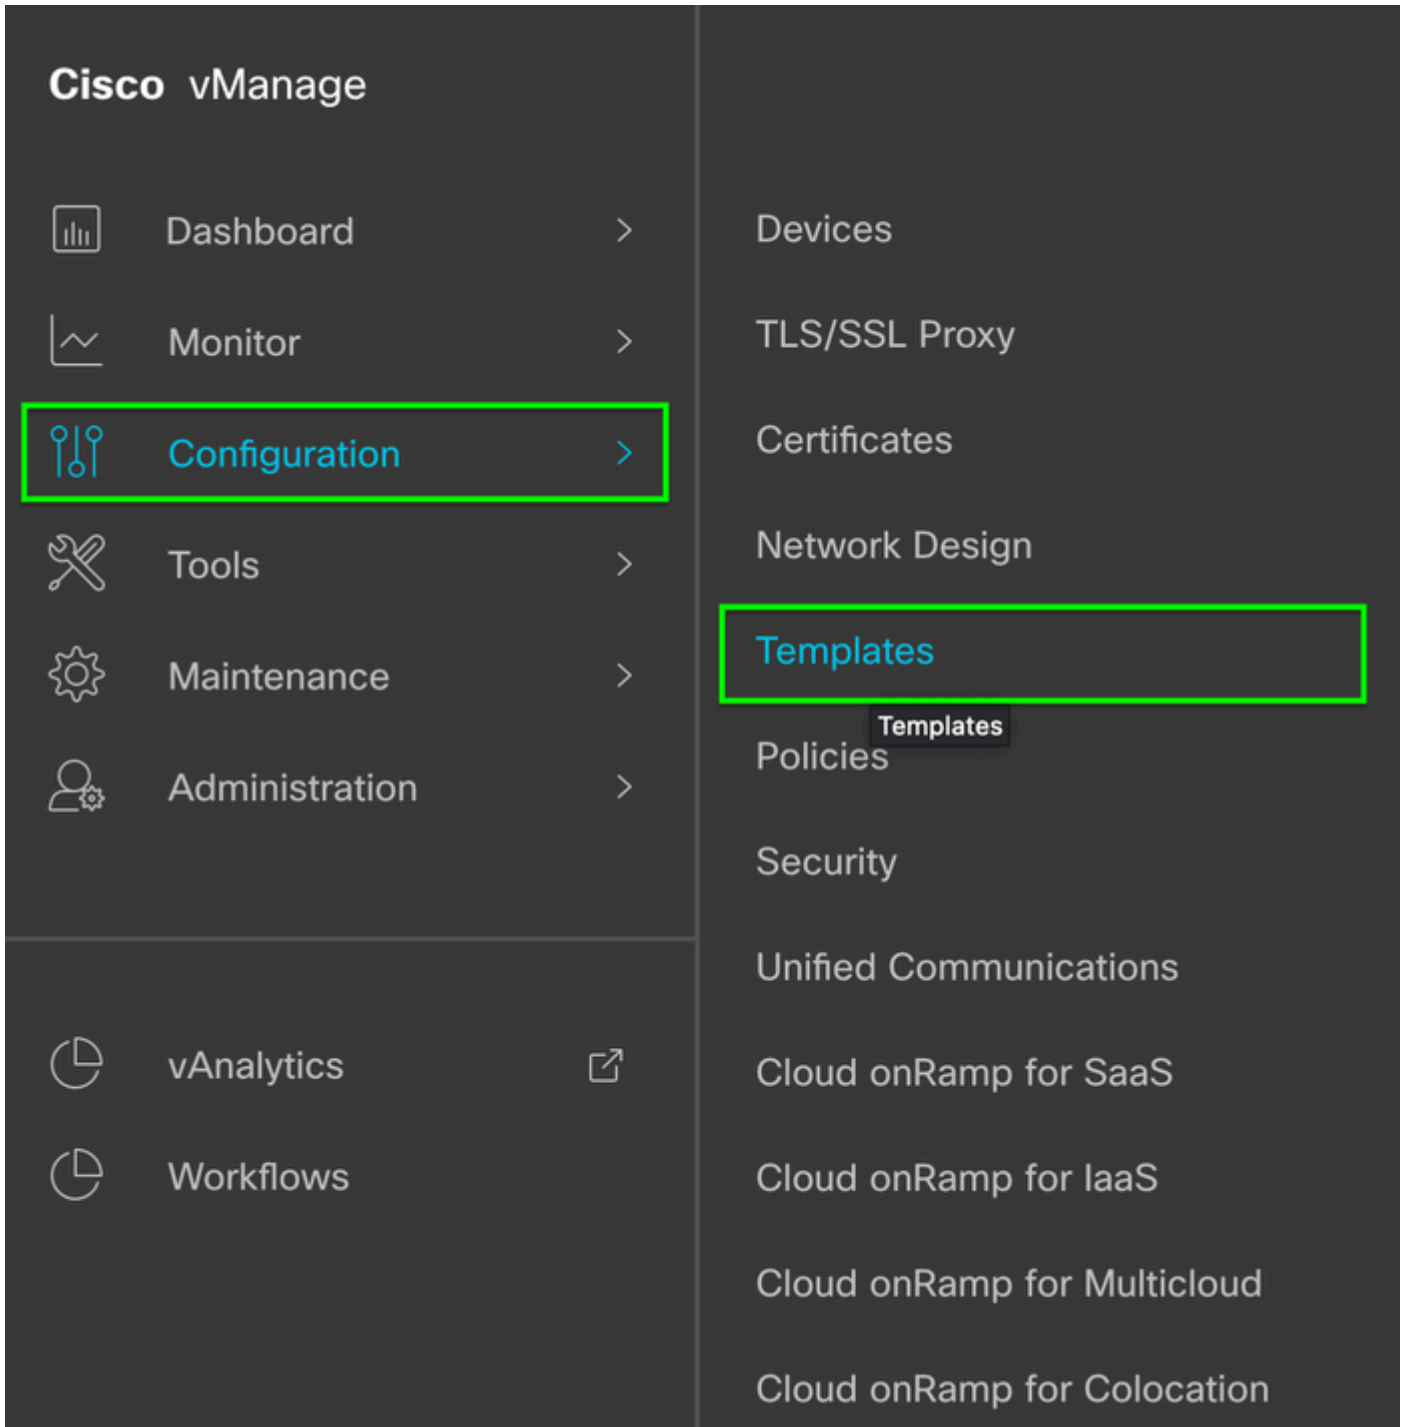 Cisco vManage
Dashboard
Monitor
Configuration
Tools
Maintenance
Administration
vAnalytics
Workflows
Devices
TLS/SSL Proxy
Certificates
Network Design
Templates
Templates
Policies
Security
Unified Communications
Cloud onRamp for SaaS
Cloud onRamp for IaaS
Cloud onRamp for Multicloud
Cloud onRamp for Colocation